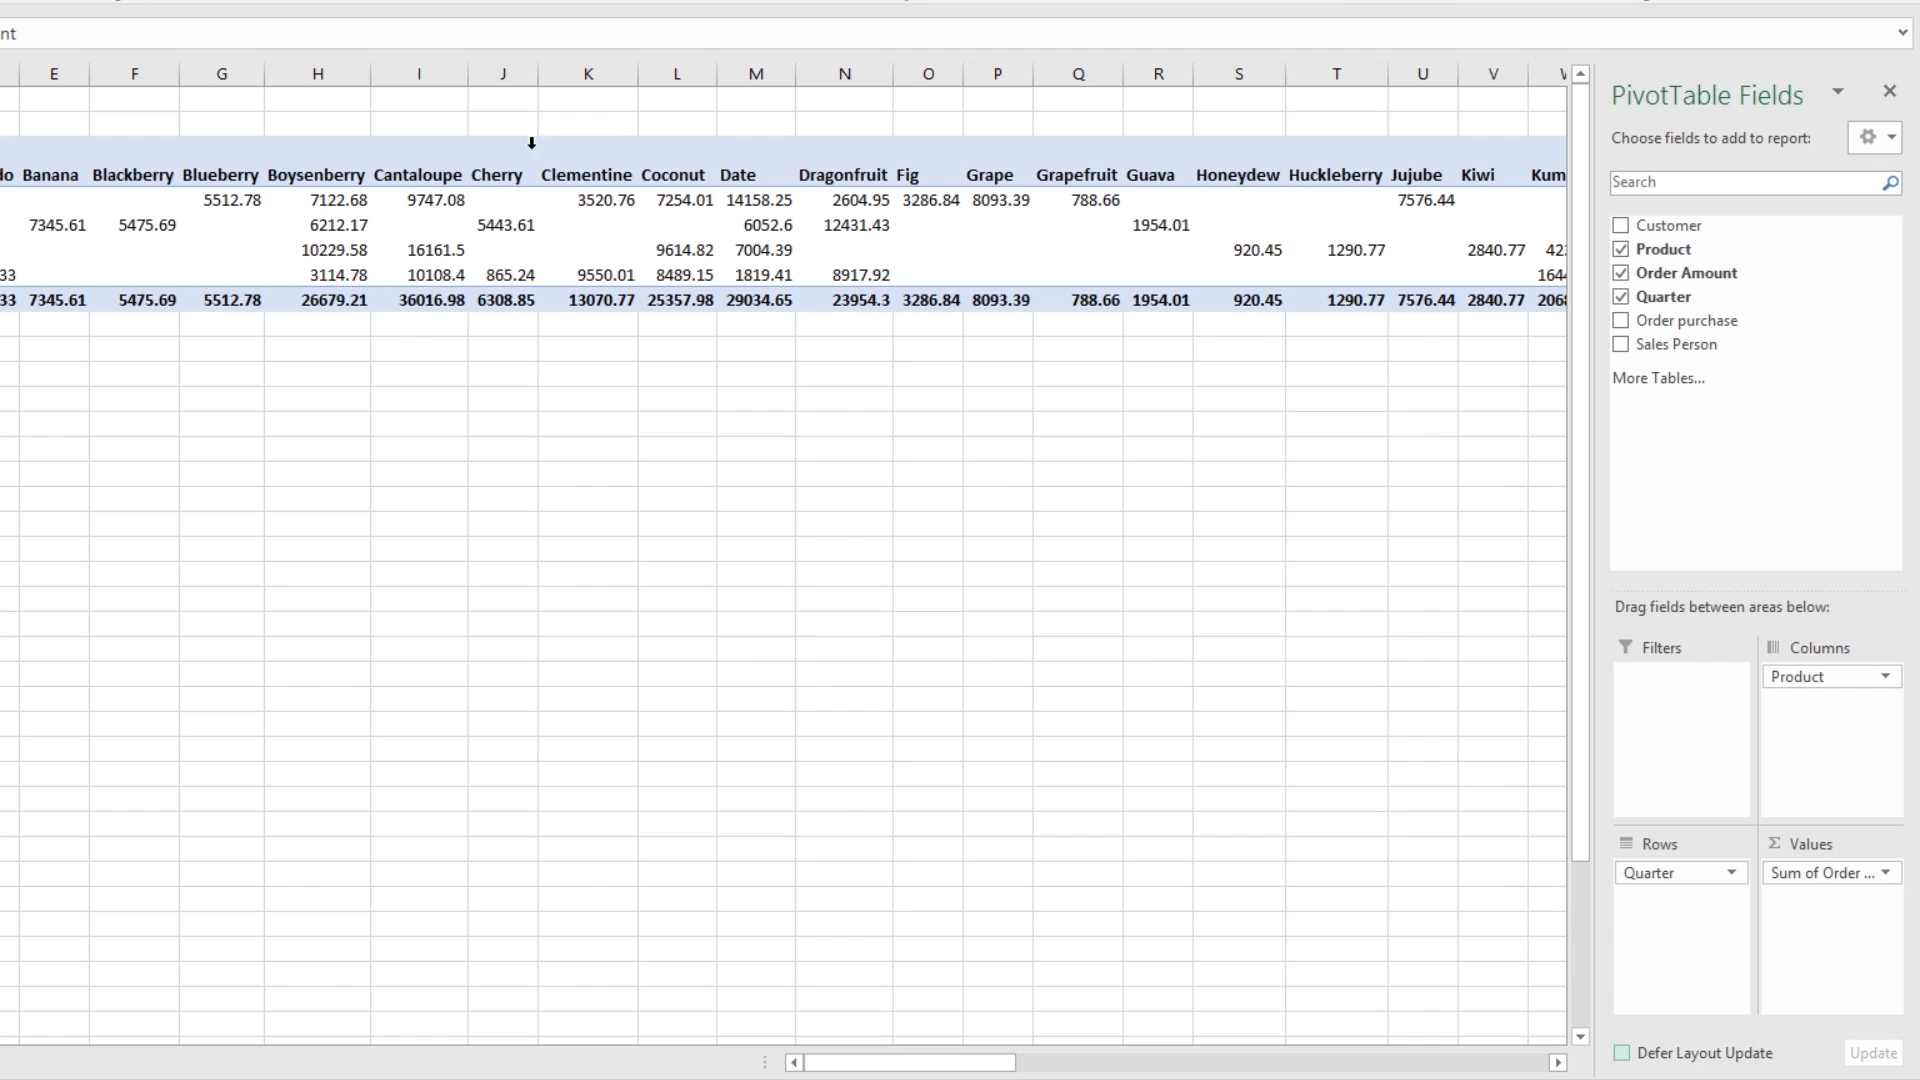 nt
E F G H I J K L M N O P Q R S T U V
PivotTable Fields
Choose fields to add to report:
do Banana Blackberry Blueberry Boysenberry Cantaloupe Cherry Clementine Coconut Date Dragonfruit Fig Grape Grapefruit Guava Honeydew Huckleberry Jujube Kiwi Kum
5512.78 7122.68 9747.08 3520.76 7254.01 14158.25 2604.95 3286.84 8093.39 788.66 7576.44
7345.61 5475.69 6212.17 5443.61 6052.6 12431.43 1954.01
10229.58 16161.5 9614.82 7004.39 920.45 1290.77 2840.77 42
33 3114.78 10108.4 865.24 9550.01 8489.15 1819.41 8917.92 164
33 7345.61 5475.69 5512.78 26679.21 36016.98 6308.85 13070.77 25357.98 29034.65 23954.3 3286.84 8093.39 788.66 1954.01 920.45 1290.77 7576.44 2840.77 206
Search
Customer
Product
Order Amount
Quarter
Order purchase
Sales Person
More Tables...
Drag fields between areas below:
Filters
Columns
Product
Rows
Σ Values
Quarter
Sum of Order ...
Defer Layout Update
Update